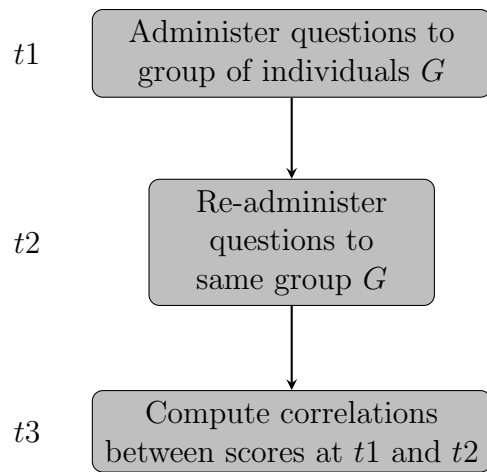 t1
Administer questions to
group of individuals G
t2
Re-administer
questions to
same group G
t3
Compute correlations
between scores at t1 and t2